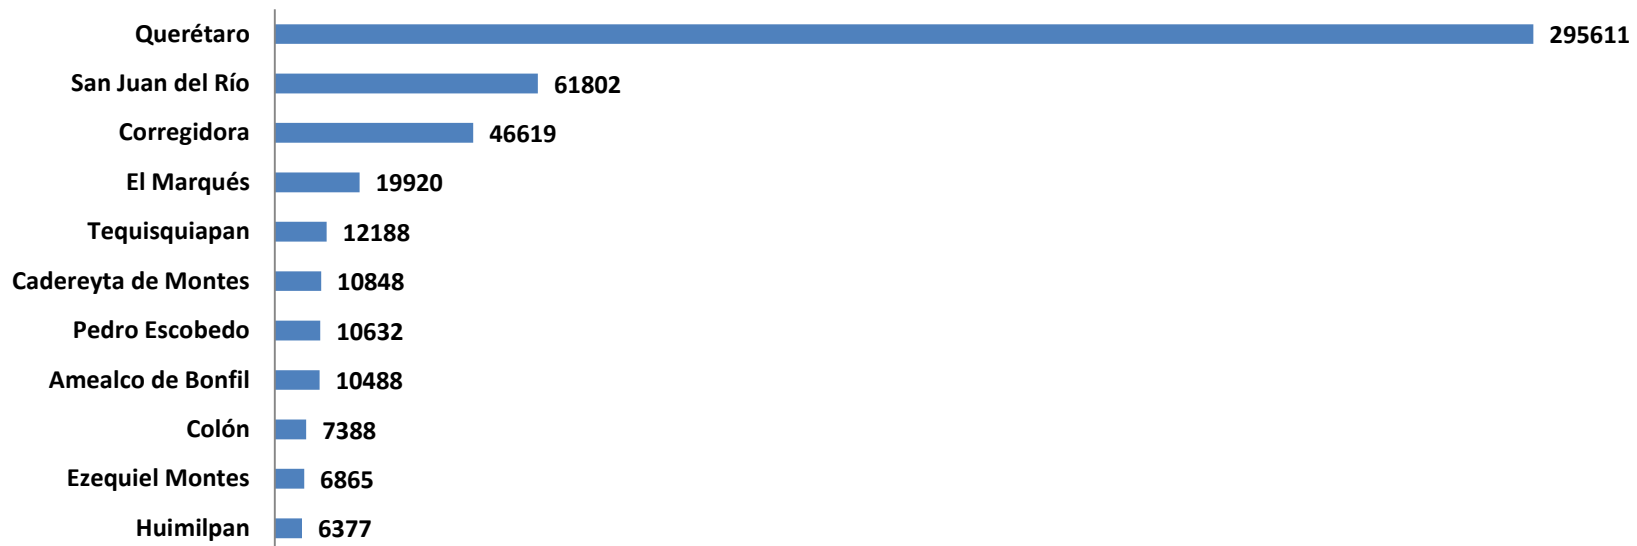 Querétaro 295611
San Juan del Río 61802
Corregidora 46619
El Marqués 19920
Tequisquiapan 12188
Cadereyta de Montes 10848
Pedro Escobedo 10632
Amealco de Bonfil 10488
Colón 7388
Ezequiel Montes 6865
Huimilpan 6377